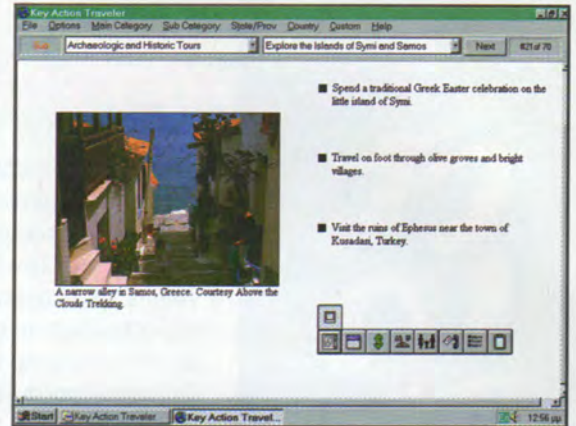 Key Action Traveler
File Options Main Category Sub Category State/Prov Country Custom Help
Archaeologic and Historic Tours Explore the Islands of Symi and Samos Next #21 of 70
A narrow alley in Samos, Greece. Courtesy Above the
Clouds Trekking.
■ Spend a traditional Greek Easter celebration on the
little island of Symi.
■ Travel on foot through olive groves and bright
villages.
■ Visit the ruins of Ephesus near the town of
Kusadasi, Turkey.
Start Key Action Traveler Key Action Travel... 12:56 μμ